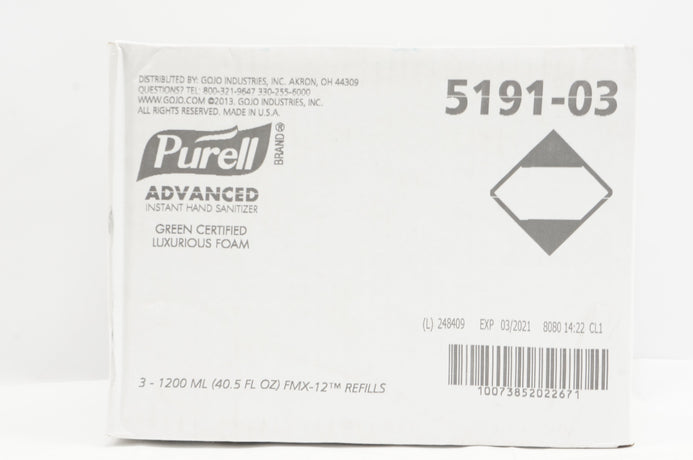 DISTRIBUTED BY: GOJO INDUSTRIES, INC. AKRON, OH 44309
QUESTIONS? TEL: 800-321-9647 330-255-6000
WWW.GOJO.COM ©2013. GOJO INDUSTRIES, INC.
ALL RIGHTS RESERVED. MADE IN U.S.A.
5191-03
Purell BRAND®
ADVANCED
INSTANT HAND SANITIZER
GREEN CERTIFIED
LUXURIOUS FOAM
(L) 248409 EXP 03/2021 8080 14:22 CL1
3 - 1200 ML (40.5 FL OZ) FMX-12™ REFILLS
10073852022671